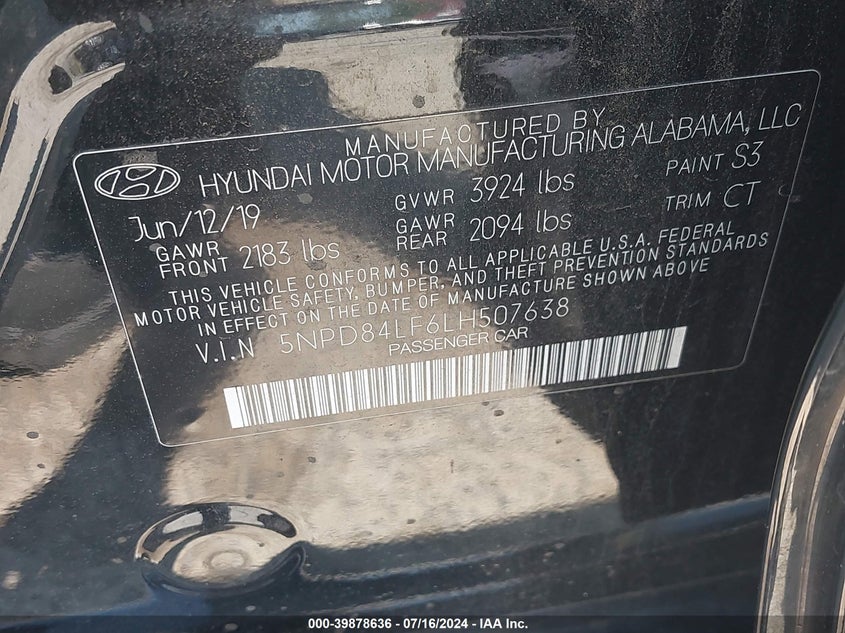 MANUFACTURED BY
HYUNDAI MOTOR MANUFACTURING ALABAMA, LLC
Jun/12/19 GVWR 3924 lbs PAINT S3
GAWR FRONT 2183 lbs GAWR REAR 2094 lbs TRIM CT
THIS VEHICLE CONFORMS TO ALL APPLICABLE U.S.A. FEDERAL
MOTOR VEHICLE SAFETY, BUMPER, AND THEFT PREVENTION STANDARDS
IN EFFECT ON THE DATE OF MANUFACTURE SHOWN ABOVE
V.I.N 5NPD84LF6LH507638
PASSENGER CAR
000-39878636 - 07/16/2024 - IAA Inc.